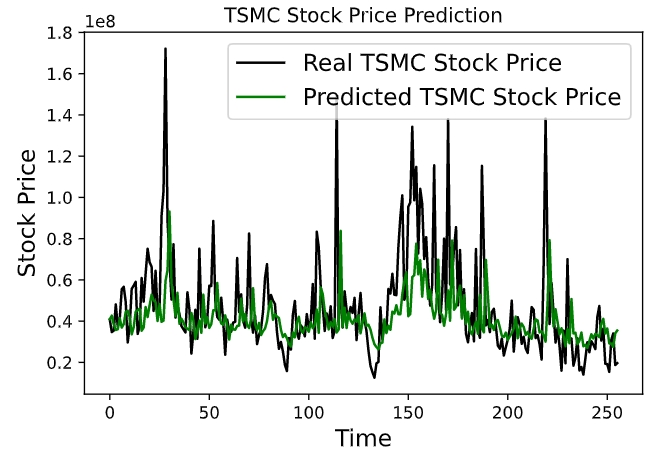 TSMC Stock Price Prediction
1e8
Real TSMC Stock Price
Predicted TSMC Stock Price
Stock Price
1.8
1.6
1.4
1.2
1.0
0.8
0.6
0.4
0.2
0
50
100
150
200
250
Time